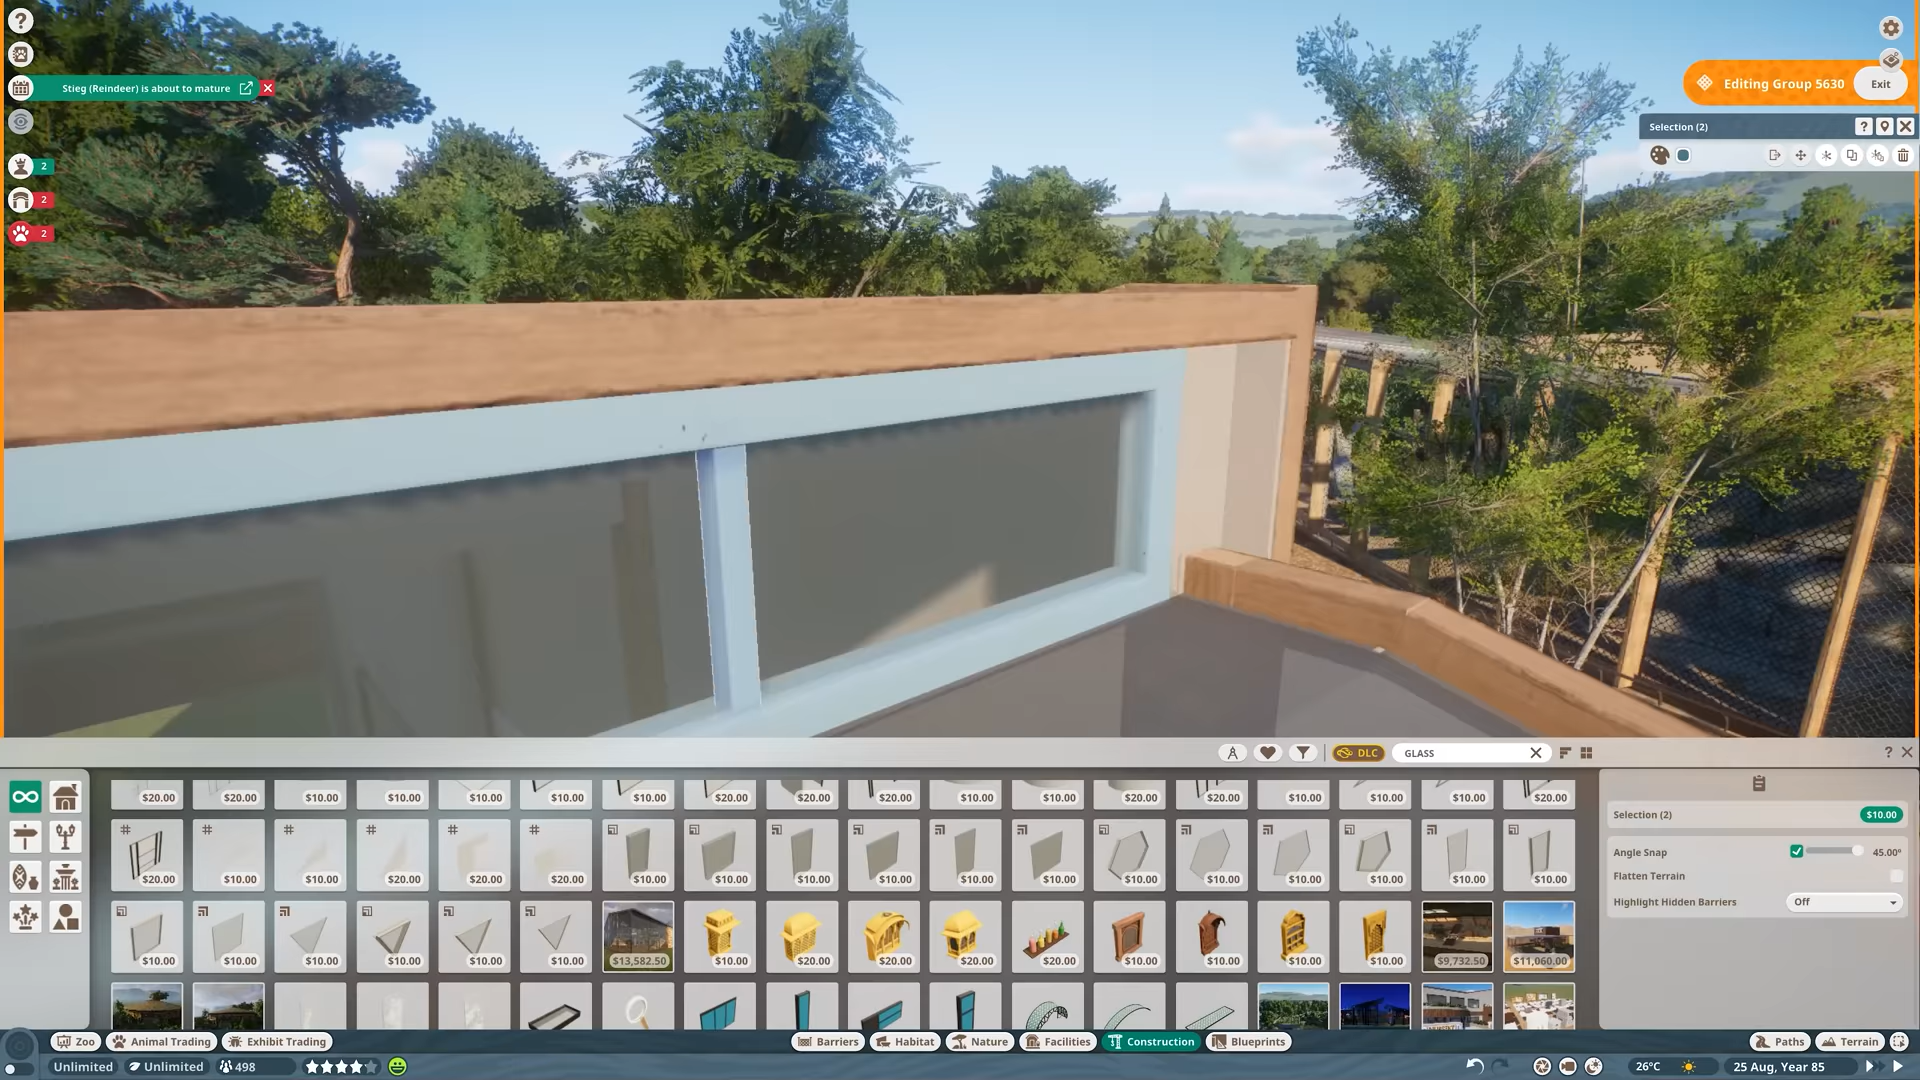 Stieg (Reindeer) is about to mature
Editing Group 5630
Exit
Selection (2)
?
?
2
2
2
DLC
GLASS
?
$20.00 $20.00 $10.00 $10.00 $10.00 $10.00 $10.00 $20.00 $20.00 $20.00 $10.00 $10.00 $20.00 $20.00 $10.00 $10.00 $10.00 $20.00
$20.00 $10.00 $10.00 $20.00 $20.00 $20.00 $10.00 $10.00 $10.00 $10.00 $10.00 $10.00 $10.00 $10.00 $10.00 $10.00 $10.00 $10.00
$10.00 $10.00 $10.00 $10.00 $10.00 $10.00 $13,582.50 $10.00 $20.00 $20.00 $20.00 $20.00 $10.00 $10.00 $10.00 $10.00 $9,732.50 $11,060.00
Selection (2) $10.00
Angle Snap 45.00°
Flatten Terrain
Highlight Hidden Barriers Off
Zoo Animal Trading Exhibit Trading Barriers Habitat Nature Facilities Construction Blueprints Paths Terrain
Unlimited Unlimited 498 26°C 25 Aug, Year 85